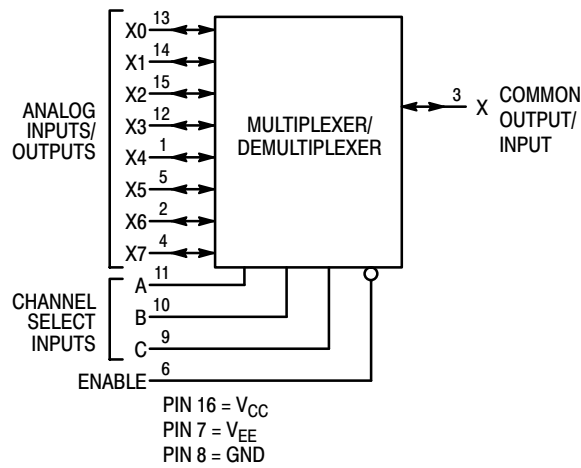 X0 13
X1 14
X2 15
X3 12
X4 1
X5 5
X6 2
X7 4
ANALOG
INPUTS/
OUTPUTS
MULTIPLEXER/
DEMULTIPLEXER
3 X COMMON
OUTPUT/
INPUT
A 11
B 10
C 9
CHANNEL
SELECT
INPUTS
ENABLE 6
PIN 16 = VCC
PIN 7 = VEE
PIN 8 = GND